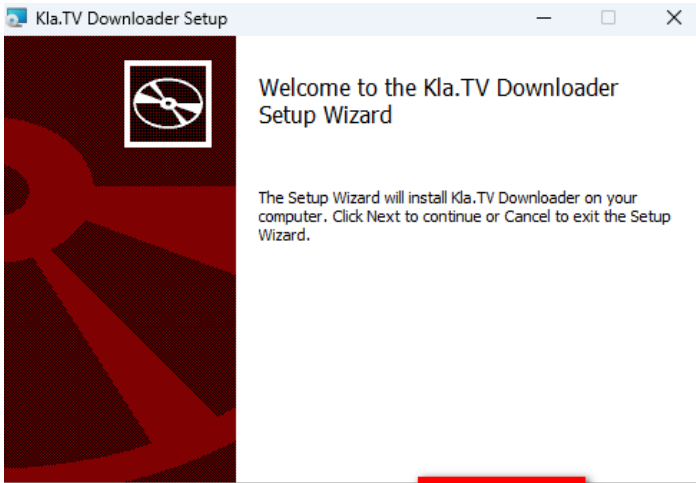 Kla.TV Downloader Setup
Welcome to the Kla.TV Downloader
Setup Wizard
The Setup Wizard will install Kla.TV Downloader on your
computer. Click Next to continue or Cancel to exit the Setup
Wizard.